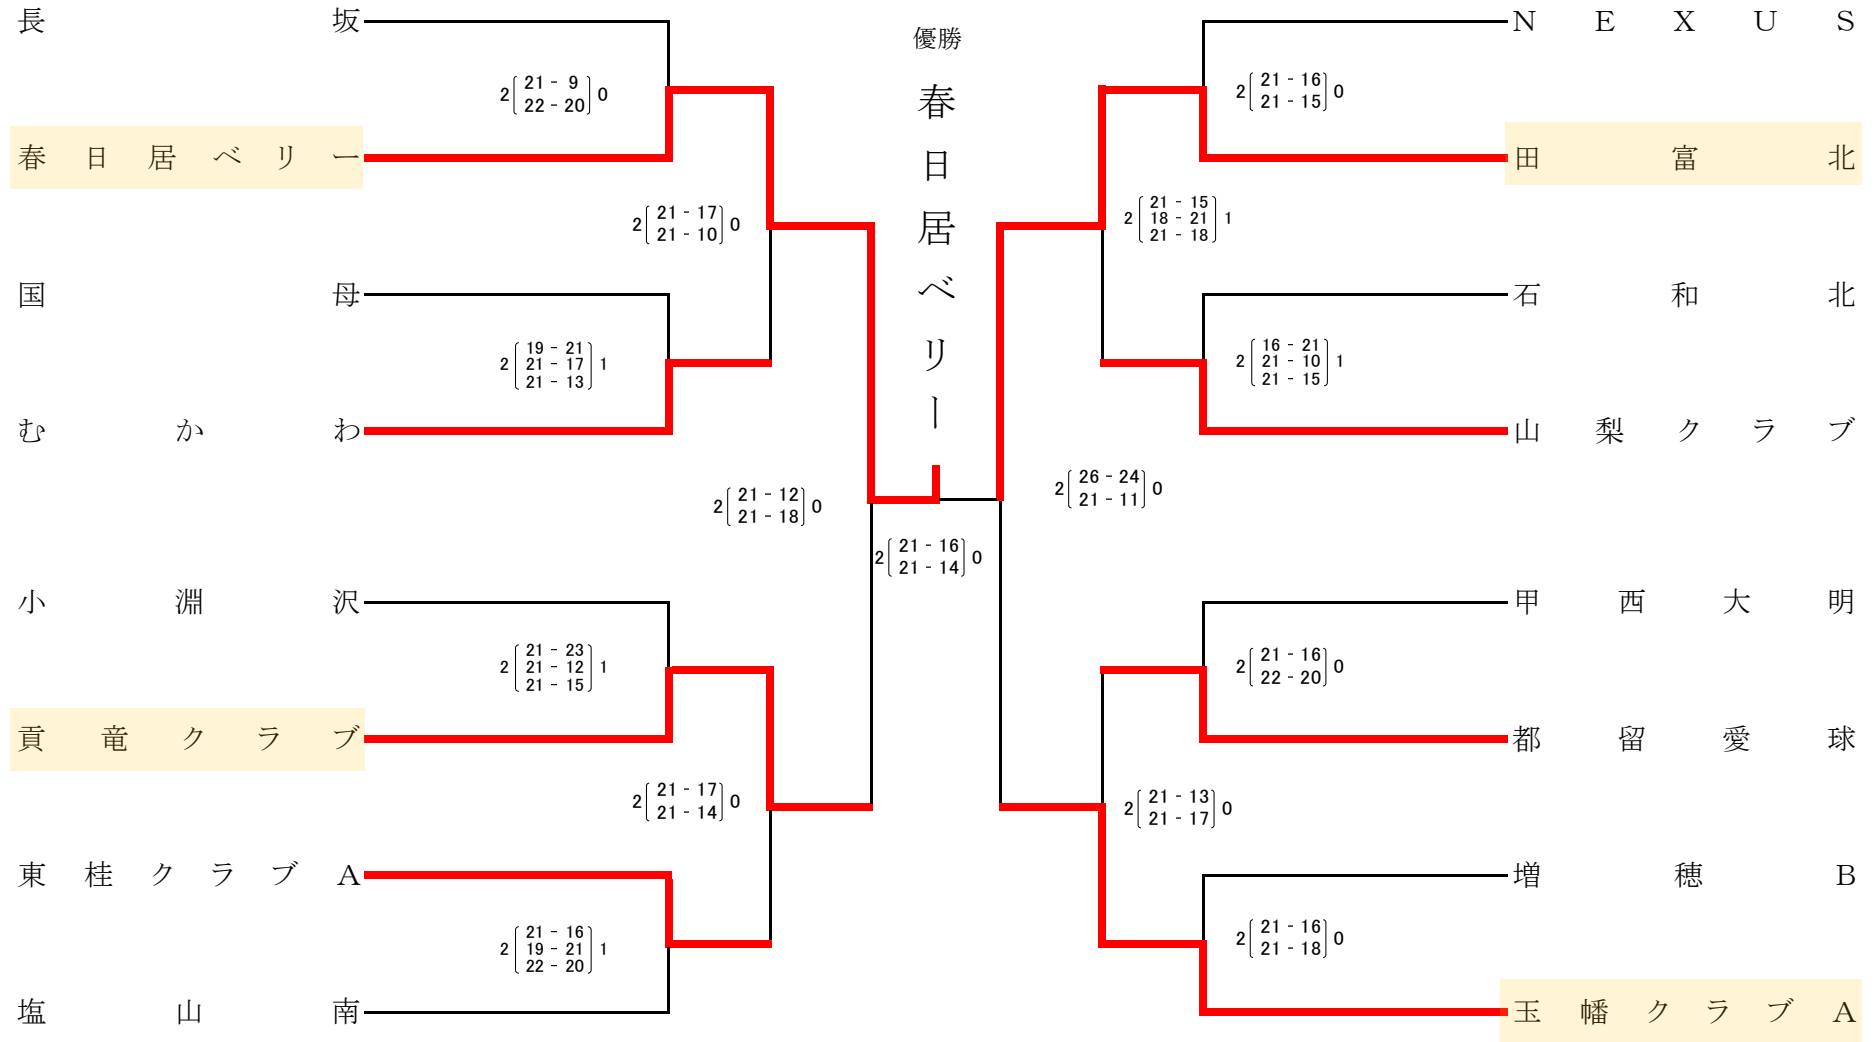 優勝
春日居ベリー
長坂
2 21 - 9 0
22 - 20
春日居ベリー
2 21 - 17 0
21 - 10
国母
2 19 - 21 1
21 - 17
21 - 13
むかわ
2 21 - 12 0
21 - 18
小淵沢
2 21 - 23 1
21 - 12
21 - 15
貢竜クラブ
2 21 - 17 0
21 - 14
東桂クラブA
2 21 - 16 1
19 - 21
22 - 20
塩山南
2 21 - 16 0
21 - 14
NEXUS
2 21 - 16 0
21 - 15
田富北
2 21 - 15 1
18 - 21
21 - 18
石和北
2 16 - 21 1
21 - 10
21 - 15
山梨クラブ
2 26 - 24 0
21 - 11
甲西大明
2 21 - 16 0
22 - 20
都留愛球
2 21 - 13 0
21 - 17
増穂B
2 21 - 16 0
21 - 18
玉幡クラブA